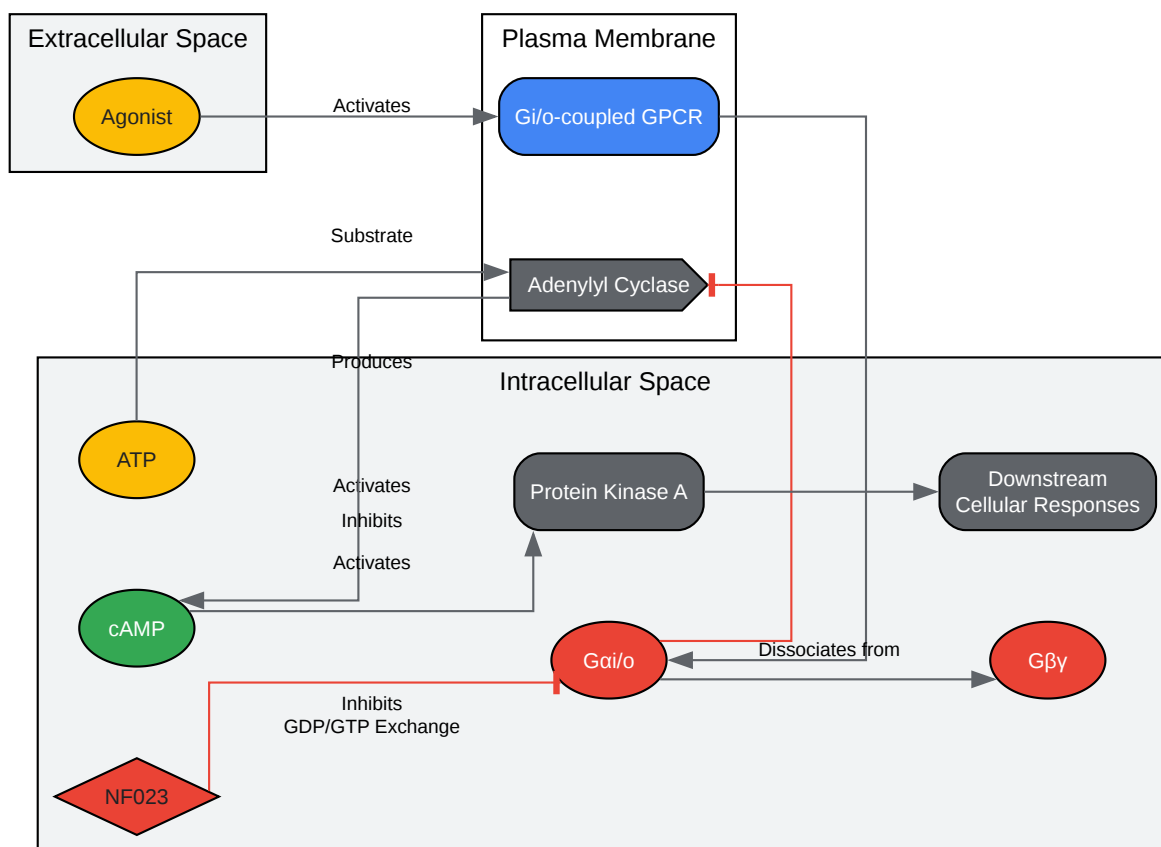 Extracellular Space
Plasma Membrane
Agonist
Activates
Gi/o-coupled GPCR
Substrate
Adenylyl Cyclase
Produces
Intracellular Space
ATP
Activates
Protein Kinase A
Downstream
Cellular Responses
Inhibits
Activates
cAMP
Gαi/o
Dissociates from
Gβγ
Inhibits
GDP/GTP Exchange
NF023